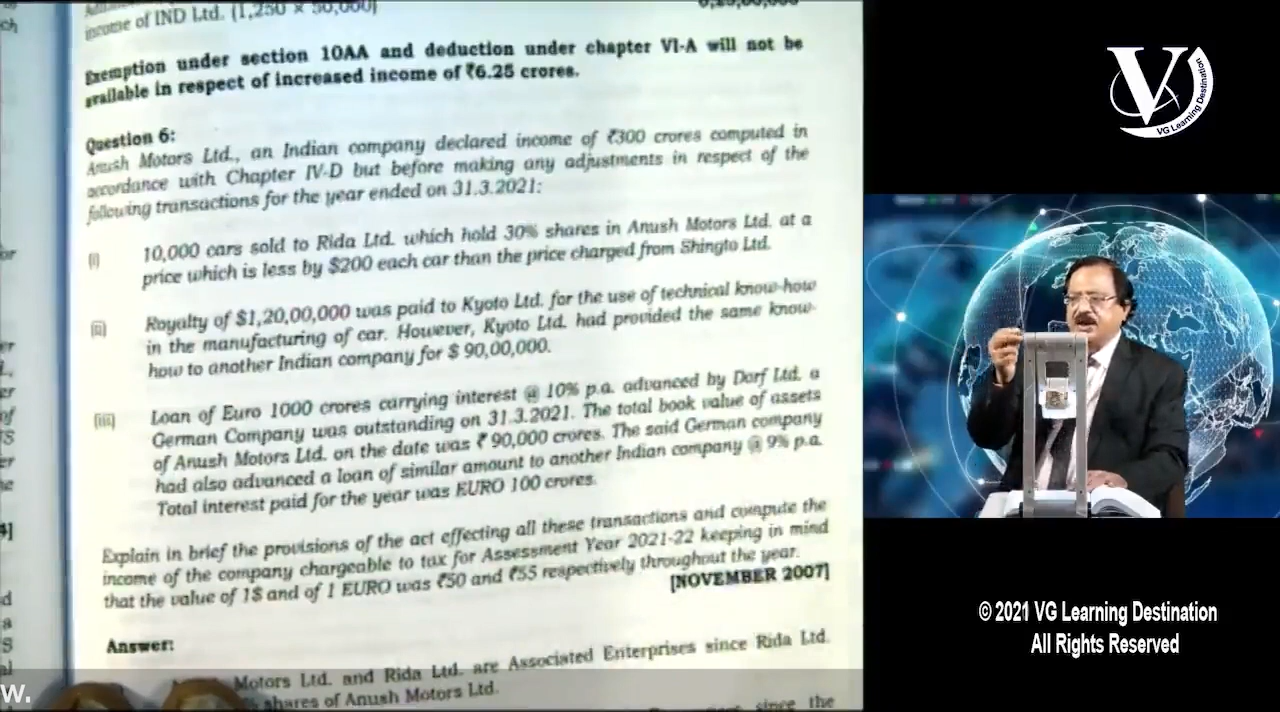 income of IND Ltd. (1,250 × 50,000)
Exemption under section 10AA and deduction under chapter VI-A will not be
available in respect of increased income of ₹6.25 crores.
Question 6:
Anush Motors Ltd., an Indian company declared income of ₹300 crores computed in
accordance with Chapter IV-D but before making any adjustments in respect of the
following transactions for the year ended on 31.3.2021:
(i) 10,000 cars sold to Rida Ltd. which hold 30% shares in Anush Motors Ltd. at a
price which is less by $200 each car than the price charged from Shingto Ltd.
(ii) Royalty of $1,20,00,000 was paid to Kyoto Ltd. for the use of technical know-how
in the manufacturing of car. However, Kyoto Ltd. had provided the same know-
how to another Indian company for $ 90,00,000.
(iii) Loan of Euro 1000 crores carrying interest @ 10% p.a. advanced by Dorf Ltd. a
German Company was outstanding on 31.3.2021. The total book value of assets
of Anush Motors Ltd. on the date was ₹ 90,000 crores. The said German company
had also advanced a loan of similar amount to another Indian company @ 9% p.a.
Total interest paid for the year was EURO 100 crores.
Explain in brief the provisions of the act effecting all these transactions and compute the
income of the company chargeable to tax for Assessment Year 2021-22 keeping in mind
that the value of 1$ and of 1 EURO was ₹50 and ₹55 respectively throughout the year.
[NOVEMBER 2007]
Answer:
Motors Ltd. and Rida Ltd. are Associated Enterprises since Rida Ltd.
shares of Anush Motors Ltd.
since the
w.
V
VG Learning Destination
© 2021 VG Learning Destination
All Rights Reserved